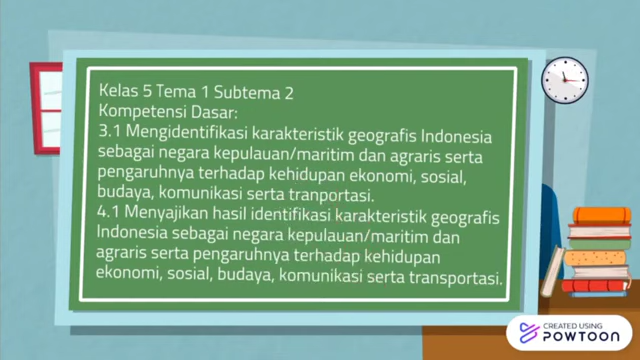 Kelas 5 Tema 1 Subtema 2
Kompetensi Dasar:
3.1 Mengidentifikasi karakteristik geografis Indonesia
sebagai negara kepulauan/maritim dan agraris serta
pengaruhnya terhadap kehidupan ekonomi, sosial,
budaya, komunikasi serta tranportasi.
4.1 Menyajikan hasil identifikasi karakteristik geografis
Indonesia sebagai negara kepulauan/maritim dan
agraris serta pengaruhnya terhadap kehidupan
ekonomi, sosial, budaya, komunikasi serta transportasi.
CREATED USING
POWTOON